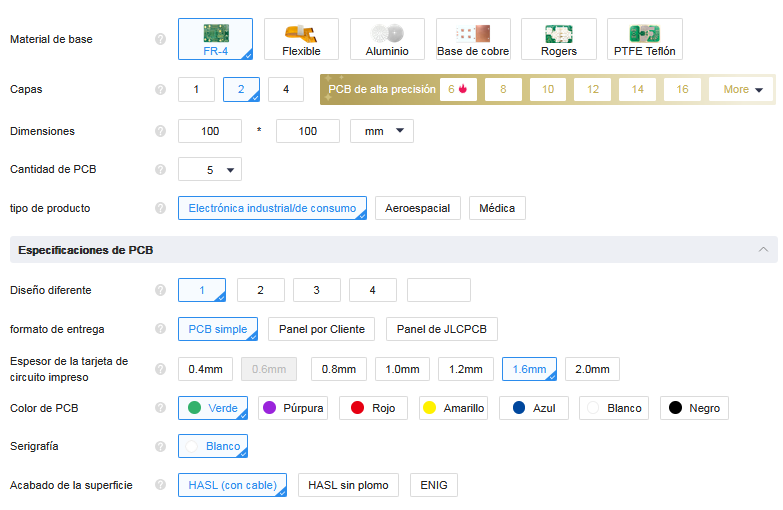 Material de base ? FR-4 Flexible Aluminio Base de cobre Rogers PTFE Teflón
Capas ? 1 2 4 PCB de alta precisión 6 8 10 12 14 16 More
Dimensiones ? 100 * 100 mm
Cantidad de PCB ? 5
tipo de producto ? Electrónica industrial/de consumo Aeroespacial Médica
Especificaciones de PCB
Diseño diferente ? 1 2 3 4
formato de entrega ? PCB simple Panel por Cliente Panel de JLCPCB
Espesor de la tarjeta de
circuito impreso ? 0.4mm 0.6mm 0.8mm 1.0mm 1.2mm 1.6mm 2.0mm
Color de PCB ? Verde Púrpura Rojo Amarillo Azul Blanco Negro
Serigrafía ? Blanco
Acabado de la superficie ? HASL (con cable) HASL sin plomo ENIG